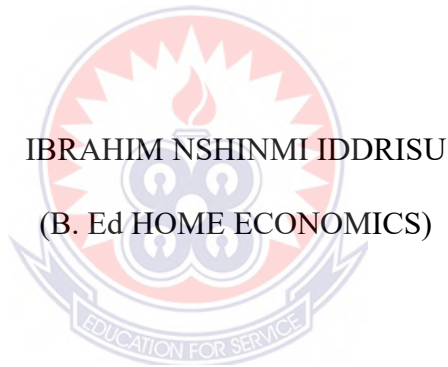 IBRAHIM NSHINMI IDDRISU
(B. Ed HOME ECONOMICS)
EDUCATION FOR SERVICE